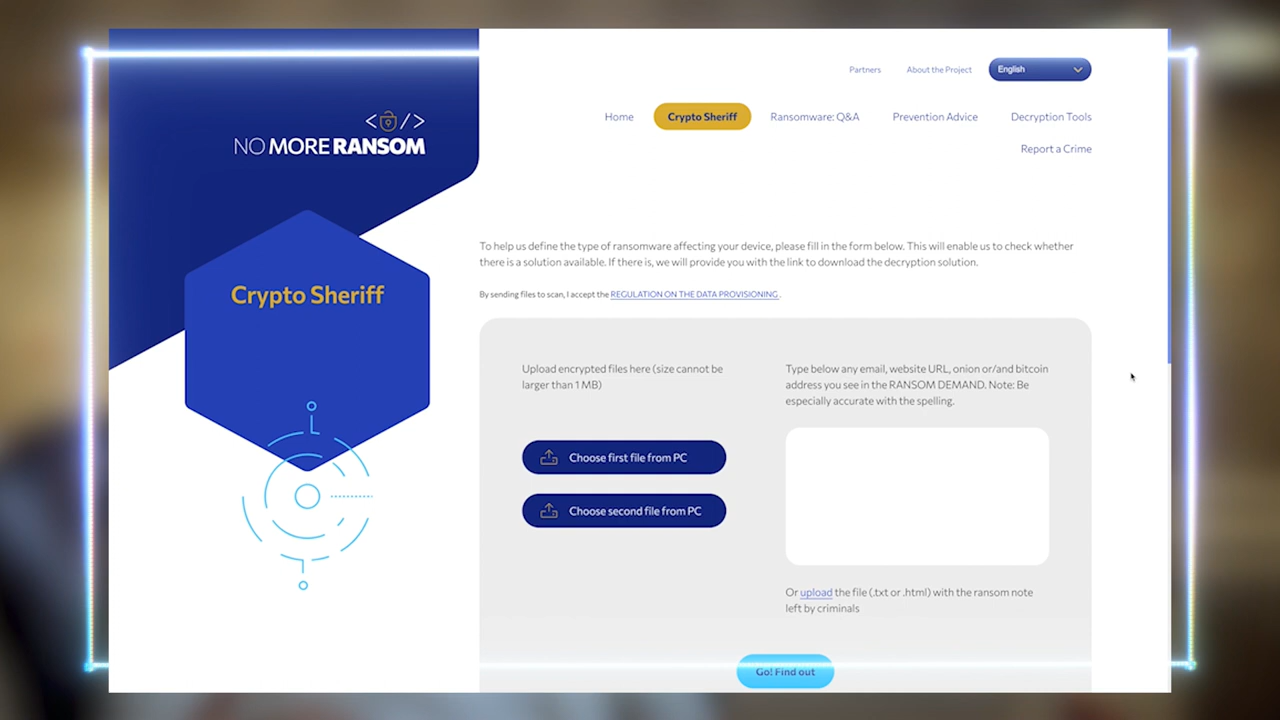 Partners
About the Project
English
</>
NO MORE RANSOM
Home
Crypto Sheriff
Ransomware: Q&A
Prevention Advice
Decryption Tools
Report a Crime
Crypto Sheriff
To help us define the type of ransomware affecting your device, please fill in the form below. This will enable us to check whether
there is a solution available. If there is, we will provide you with the link to download the decryption solution.
By sending files to scan, I accept the REGULATION ON THE DATA PROVISIONING .
Upload encrypted files here (size cannot be
larger than 1 MB)
Choose first file from PC
Choose second file from PC
Type below any email, website URL, onion or/and bitcoin
address you see in the RANSOM DEMAND. Note: Be
especially accurate with the spelling.
Or upload the file (.txt or .html) with the ransom note
left by criminals
Go! Find out